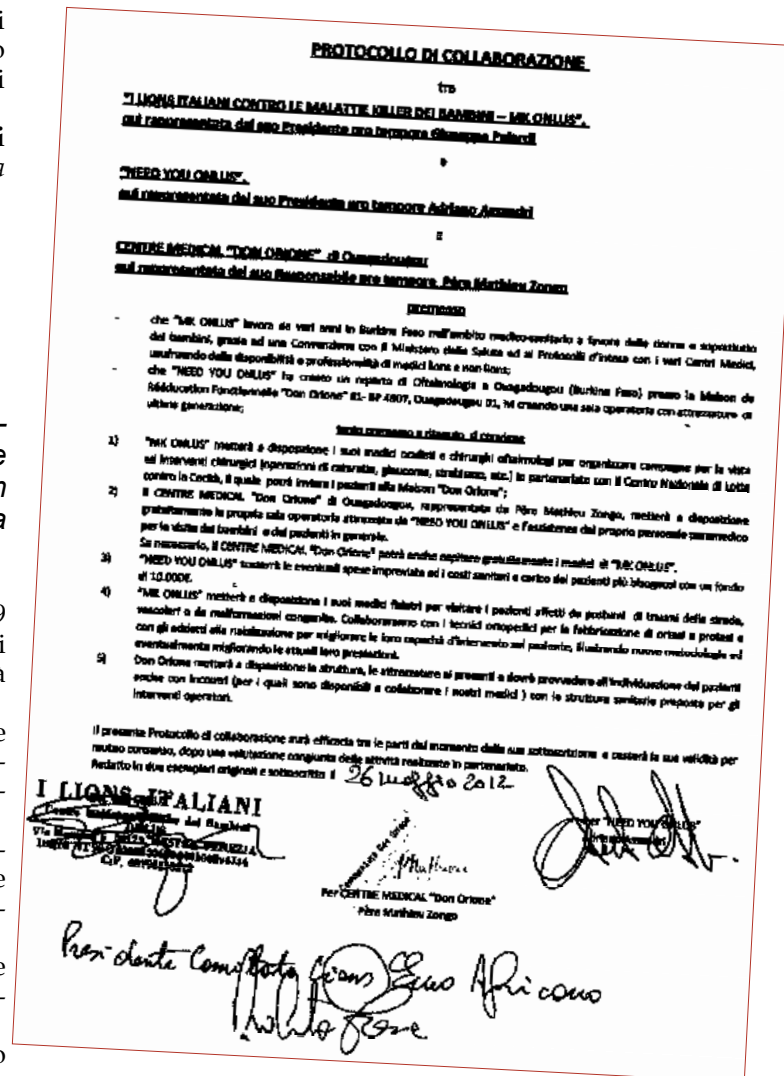 PROTOCOLLO DI COLLABORAZIONE
tra
"I LIONS ITALIANI CONTRO LE MALATTIE KILLER DEI BAMBINI – MK ONLUS".
qui rapresentata dal suo Presidente pro tempore Giuseppe
e
"NEED YOU ONLUS".
qui rapresentata dal suo Presidente pro tempore Adriano
E
CENTRE MEDICAL "DON ORIONE" di Ouagadougou
qui rapresentata del suo Responsabile pro tempore Père Mathieu Zongo
premesso
- che "MK ONLUS" lavora da vari anni in Burkina Faso nell'ambito medico-sanitario a favore delle donne e soprattutto
dei bambini, grazie ad una Convenzione con il Ministero della Salute ed ai Protocolli d'intesa con i vari Centri Medici,
usufruendo della disponibilità e professionalità di medici lions e non lions;
- che "NEED YOU ONLUS" ha creato un reparto di Oftalmologia a Ouagadougou (Burkina Faso) presso la Maison de
Rééducation Fonctionnelle "Don Orione" 01- BP 4807, Ouagadougou 01, ivi creando una sala operatoria con attrezzature di
ultima generazione;
tanto premesso e ritenuto si conviene
1) "MK ONLUS" metterà a disposizione i suoi medici oculisti e chirurghi oftalmologi per organizzare campagne per la vista
ed interventi chirurgici (operazioni di cataratta, glaucoma, strabismo, etc.) in partenariato con il Centro Nazionale di Lotta
contro la Cecità, il quale potrà inviare i pazienti alla Maison "Don Orione";
2) Il CENTRE MEDICAL "Don Orione" di Ouagadougou, rappresentata da Père Mathieu Zongo, metterà a disposizione
gratuitamente la propria sala operatoria attrezzata da "NEED YOU ONLUS" e l'assistenza del proprio personale paramedico
per la visita dei bambini e dei pazienti in generale.
Se necessario, il CENTRE MEDICAL "Don Orione" potrà anche ospitare gratuitamente i medici di "MK ONLUS".
3) "NEED YOU ONLUS" sosterrà le eventuali spese impreviste ed i costi sanitari a carico dei pazienti più bisognosi con un fondo
di 10.000€.
4) "MK ONLUS" metterà a disposizione i suoi medici fisiatri per visitare i pazienti affetti da postumi di traumi della strada,
vascolari o da malformazioni congenite. Collaboreranno con i tecnici ortopedici per la fabbricazione di ortesi e protesi e
con gli addetti alla riabilitazione per migliorare le loro capacità d'intervento sul paziente, illustrando nuove metodologie ed
eventualmente migliorando le attuali loro prestazioni.
5) Don Orione metterà a disposizione la struttura, le attrezzature ai presenti e dovrà provvedere all'individuazione dei pazienti
anche con incontri (per i quali sono disponibili a collaborare i nostri medici ) con le strutture sanitarie preposte per gli
interventi operatori.
Il presente Protocollo di collaborazione avrà efficacia tra le parti dal momento della sua sottoscrizione e cesserà la sua validità per
mutuo consenso, dopo una valutazione congiunta delle attività realizzate in partenariato.
Redatto in due esemplari originali e sottoscritto il 26 maggio 2012
I LIONS ITALIANI
per "NEED YOU ONLUS"
Per CENTRE MEDICAL "Don Orione"
Père Mathieu Zongo
Presidente Comitato Lions Euro Africano